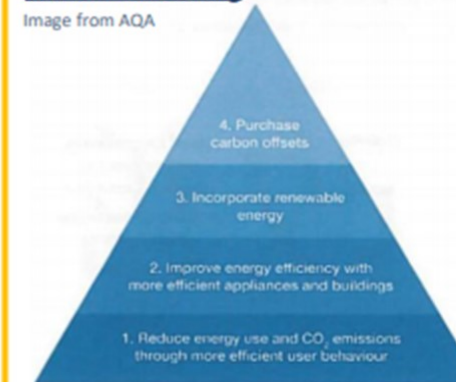 Image from AQA
4. Purchase
carbon offsets
3. Incorporate renewable
energy
2. Improve energy efficiency with
more efficient appliances and buildings
1. Reduce energy use and CO₂ emissions
through more efficient user behaviour